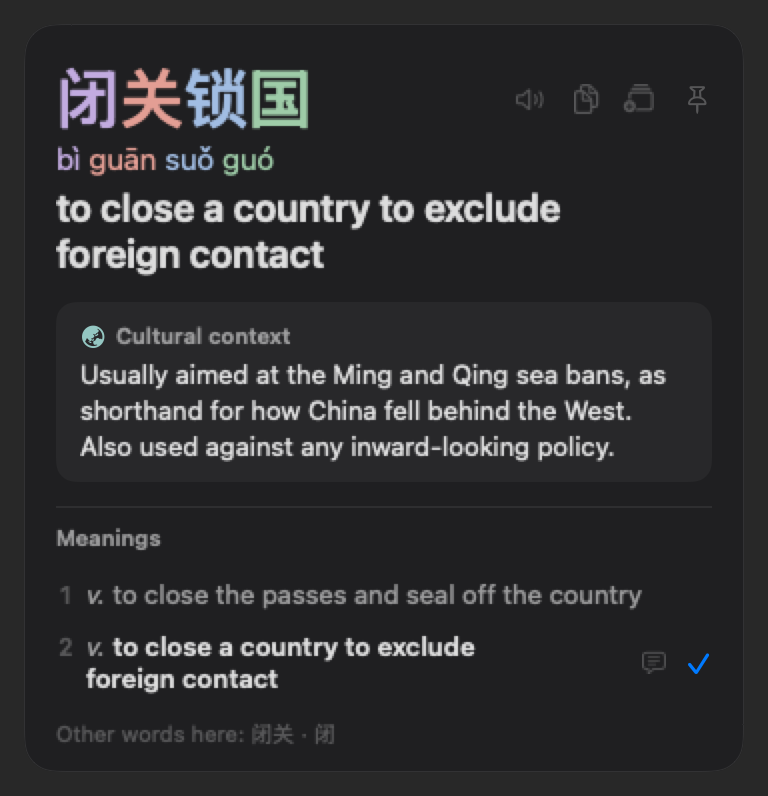 闭关锁国
bì guān suǒ guó
to close a country to exclude
foreign contact
Cultural context
Usually aimed at the Ming and Qing sea bans, as
shorthand for how China fell behind the West.
Also used against any inward-looking policy.
Meanings
1 v. to close the passes and seal off the country
2 v. to close a country to exclude
foreign contact
Other words here: 闭关 · 闭